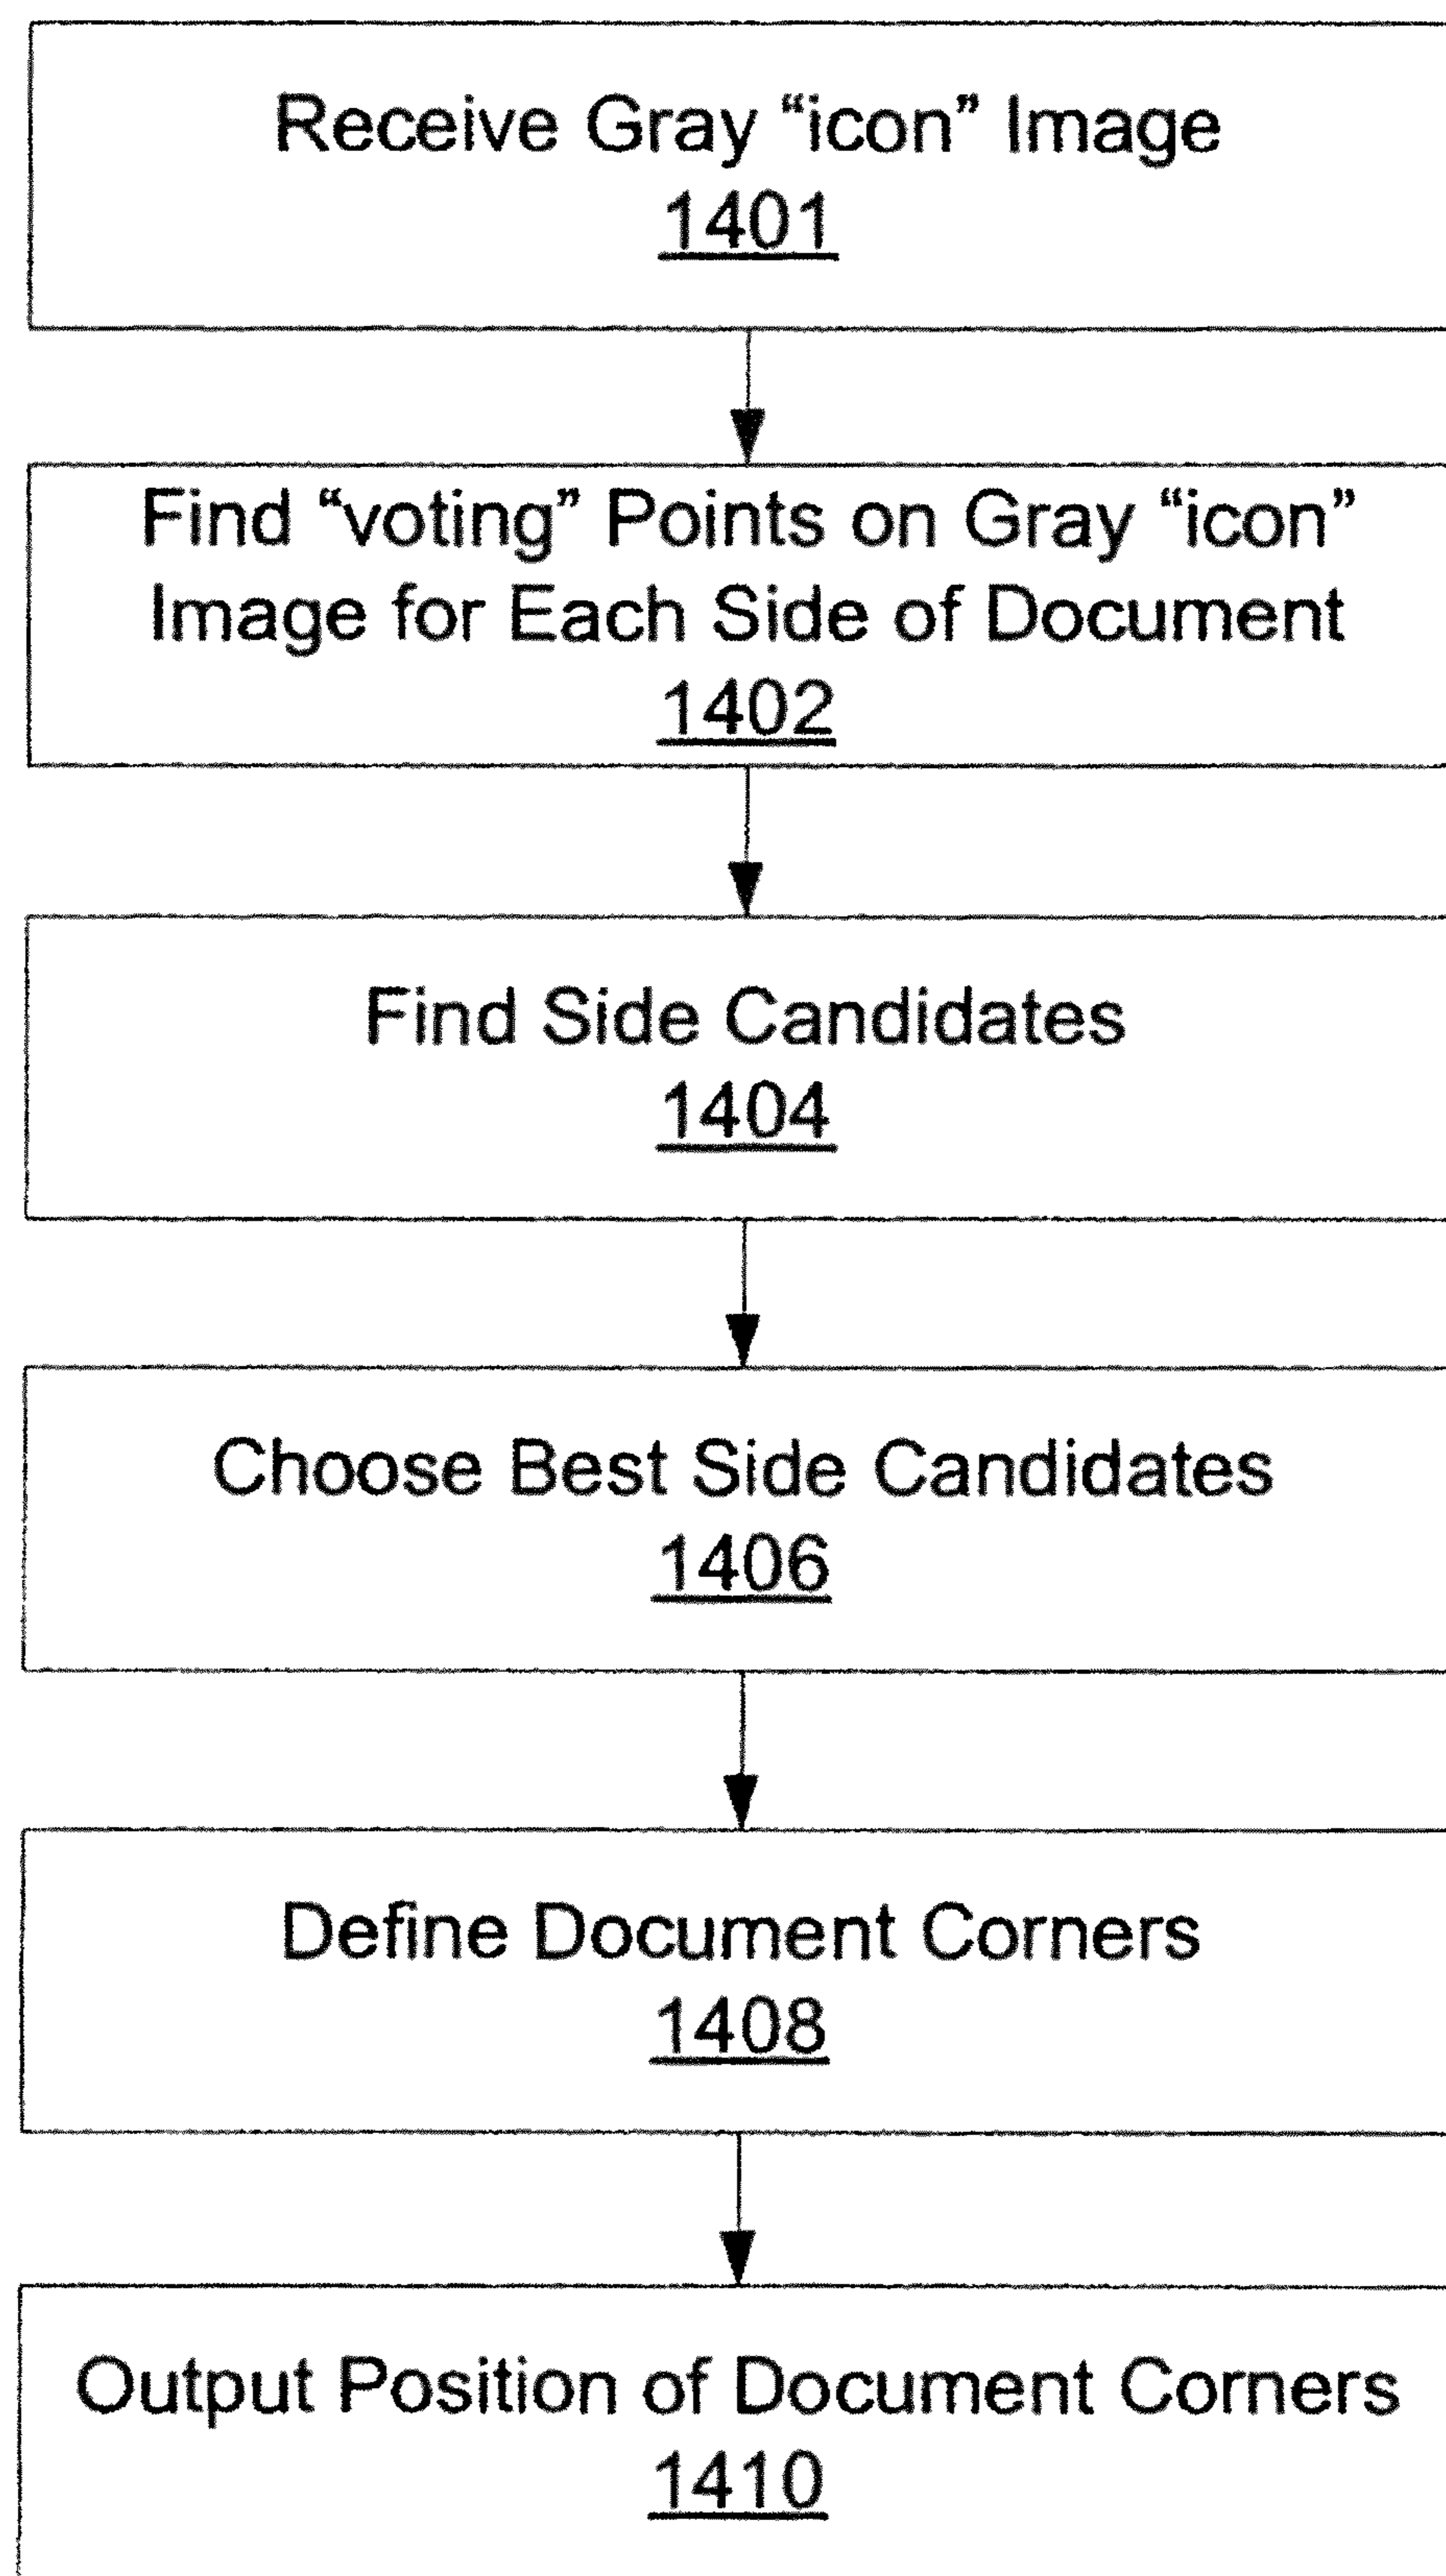 Receive Gray “icon” Image
1401
Find “voting” Points on Gray “icon”
Image for Each Side of Document
1402
Find Side Candidates
1404
Choose Best Side Candidates
1406
Define Document Corners
1408
Output Position of Document Corners
1410